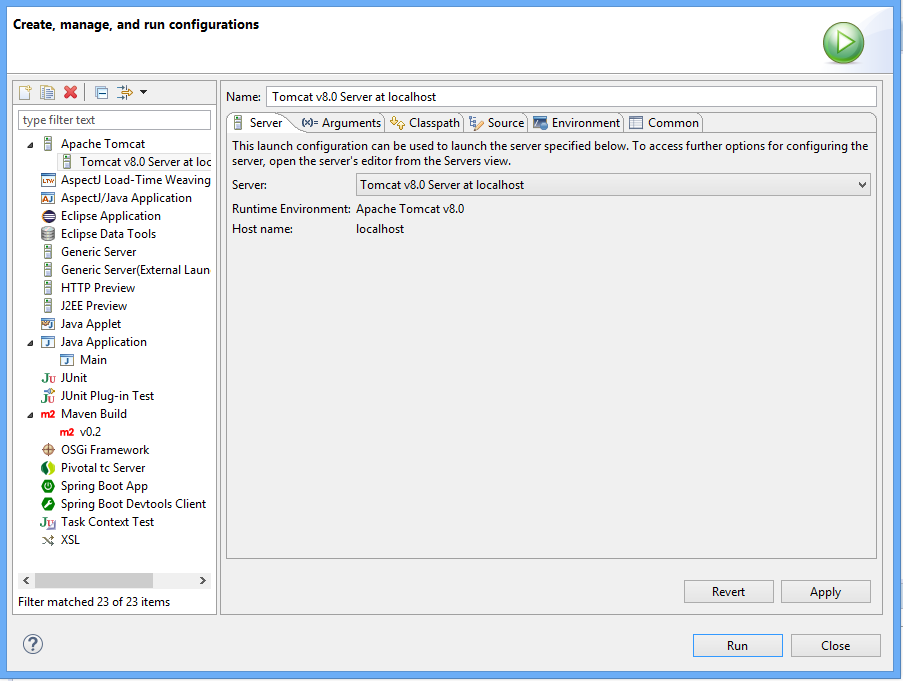 Create, manage, and run configurations
Name: Tomcat v8.0 Server at localhost
type filter text
Apache Tomcat
Tomcat v8.0 Server at loc
LTW AspectJ Load-Time Weaving
AJ AspectJ/Java Application
Eclipse Application
Eclipse Data Tools
Generic Server
Generic Server(External Laun
HTTP Preview
J2EE Preview
Java Applet
J Java Application
J Main
Ju JUnit
Ju JUnit Plug-in Test
m2 Maven Build
m2 v0.2
OSGi Framework
Pivotal tc Server
Spring Boot App
Spring Boot Devtools Client
Ju Task Context Test
XSL
Filter matched 23 of 23 items
Server (x)= Arguments Classpath Source Environment Common
This launch configuration can be used to launch the server specified below. To access further options for configuring the
server, open the server's editor from the Servers view.
Server: Tomcat v8.0 Server at localhost
Runtime Environment: Apache Tomcat v8.0
Host name: localhost
Revert Apply
? Run Close